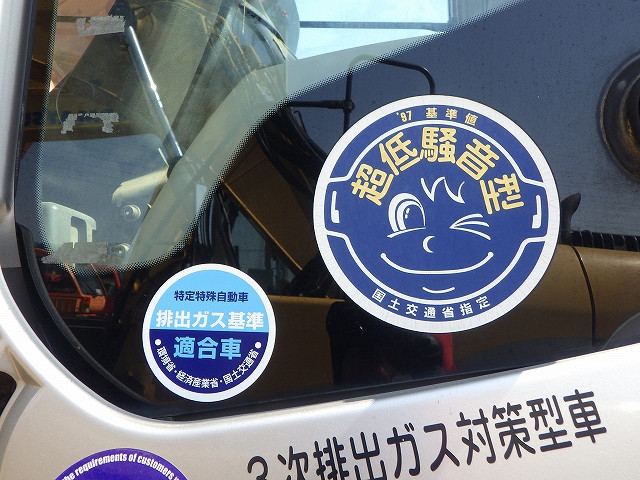 '97 基準値
超低騒音型
国土交通省指定
特定特殊自動車
排出ガス基準
適合車
・環境省・経済産業省・国土交通省・
3次排出ガス対策型車
the requirements of customers